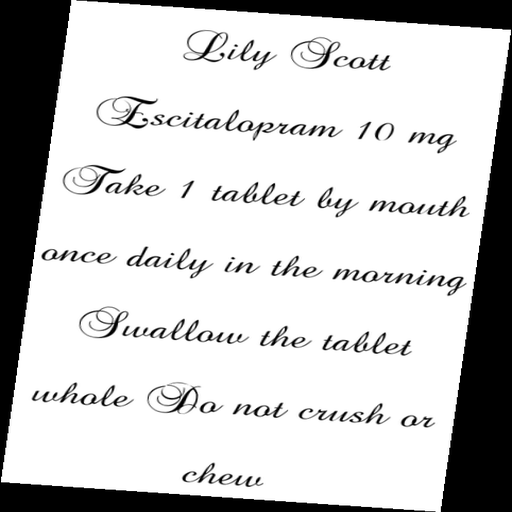 Lily Scott
Escitalopram 10 mg
Take 1 tablet by mouth
once daily in the morning
Swallow the tablet
whole Do not crush or
chew